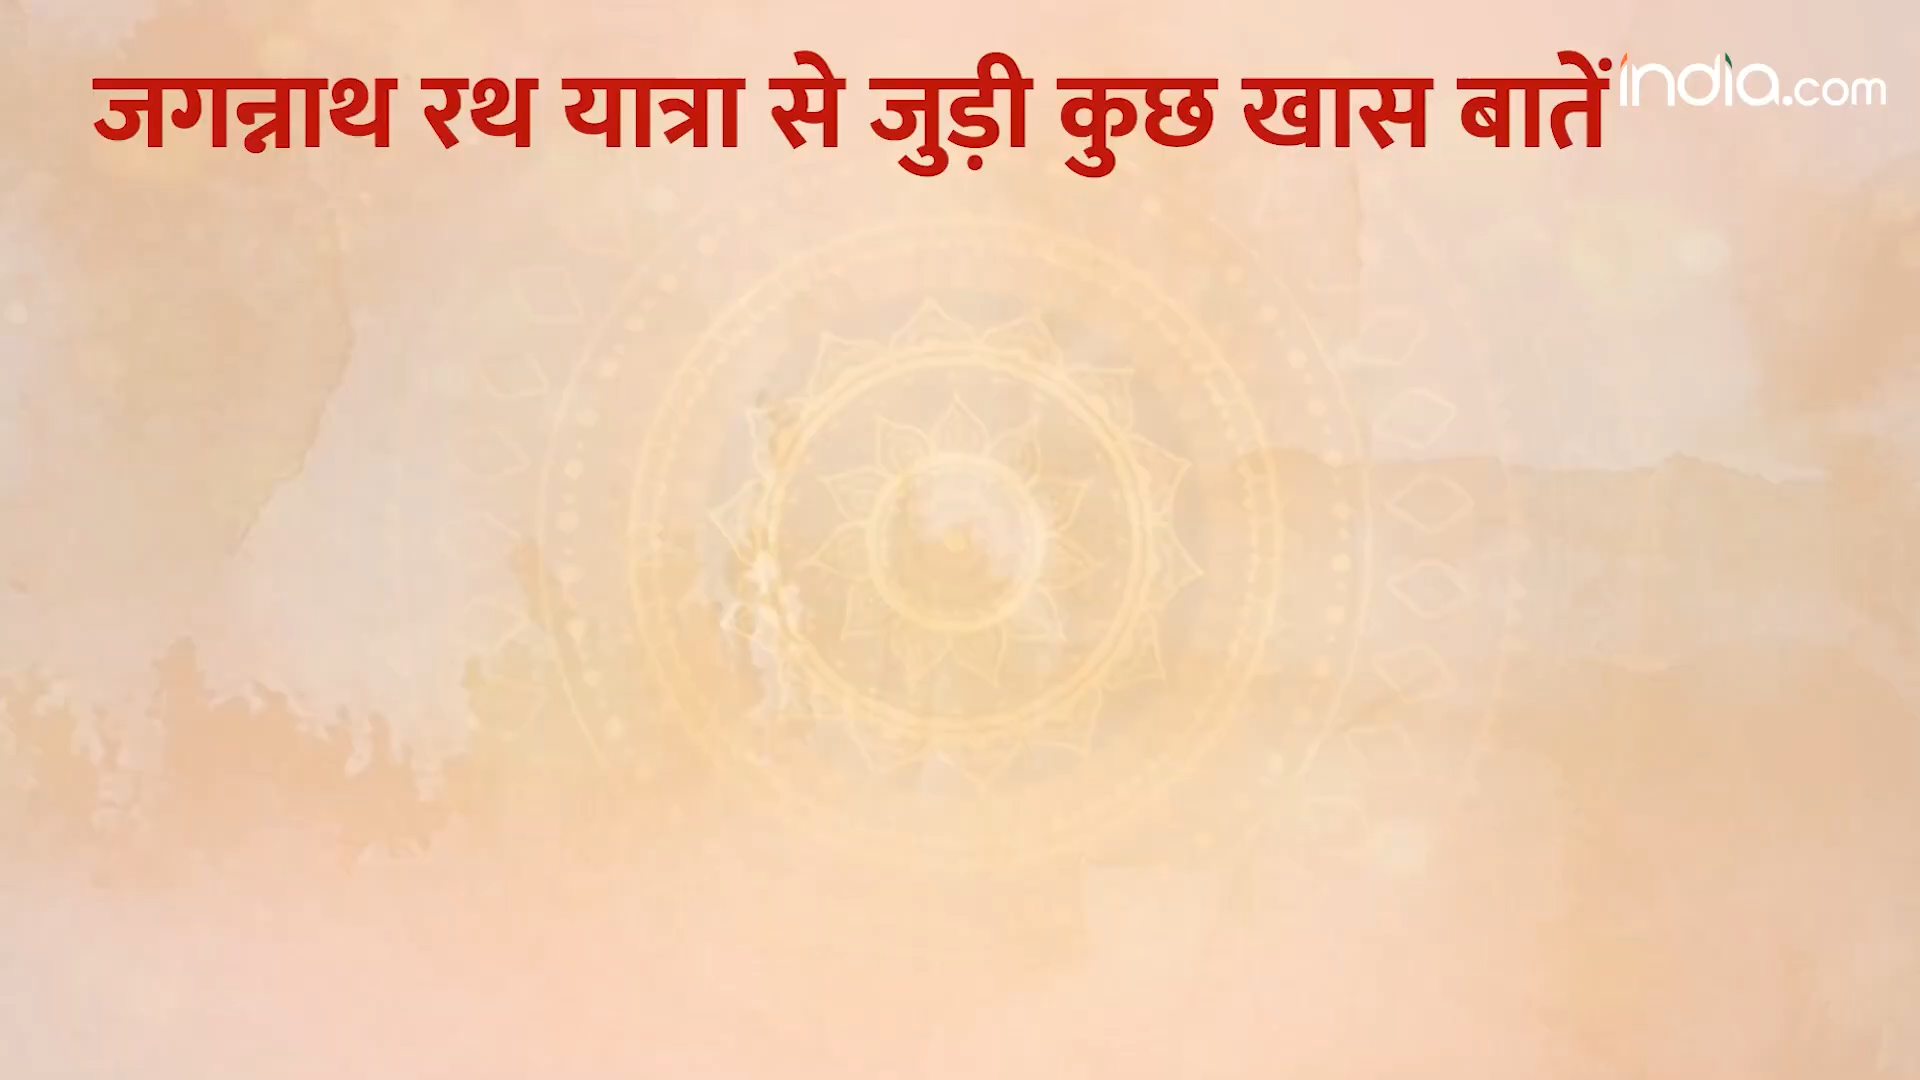 जगन्नाथ रथ यात्रा से जुड़ी कुछ खास बातें
india.com